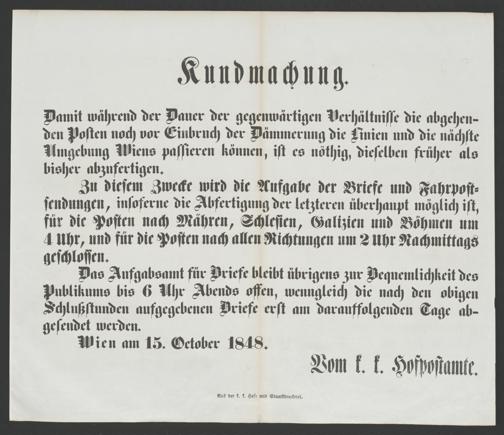 Kundmachung.
Damit während der Dauer der gegenwärtigen Verhältnisse die abgehen-
den Posten noch vor Einbruch der Dämmerung die Linien und die nächste
Umgebung Wiens passieren können, ist es nöthig, dieselben früher als
bisher abzufertigen.
Zu diesem Zwecke wird die Aufgabe der Briefe und Fahrpost-
sendungen, insoferne die Abfertigung der letzteren überhaupt möglich ist,
für die Posten nach Mähren, Schlesien, Galizien und Böhmen um
4 Uhr, und für die Posten nach allen Richtungen um 2 Uhr Nachmittags
geschlossen.
Das Aufgabsamt für Briefe bleibt übrigens zur Bequemlichkeit des
Publikums bis 6 Uhr Abends offen, wenngleich die nach den obigen
Schlußstunden aufgegebenen Briefe erst am darauffolgenden Tage ab-
gesendet werden.
Wien am 15. October 1848.
Vom k. k. Hofpostamte.
Aus der k. k. Hof- und Staatsdruckerei.